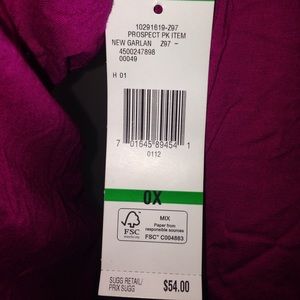 10291619-Z97
PROSPECT PK ITEM
NEW GARLAN Z97 -
4500247898
00049
H 01
7 01645 89454 1
0112
0X
FSC
MIX
Paper from
responsible sources
FSC® C004863
SUGG RETAIL/
PRIX SUGG
$54.00